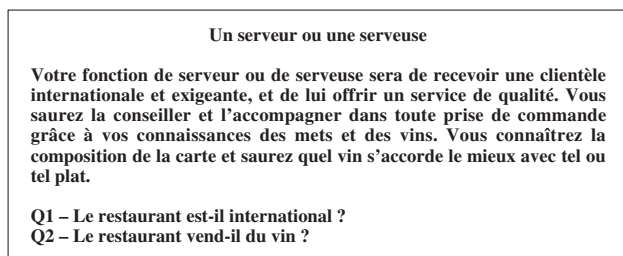 Un serveur ou une serveuse
Votre fonction de serveur ou de serveuse sera de recevoir une clientèle
internationale et exigeante, et de lui offrir un service de qualité. Vous
saurez la conseiller et l’accompagner dans toute prise de commande
grâce à vos connaissances des mets et des vins. Vous connaîtrez la
composition de la carte et saurez quel vin s’accorde le mieux avec tel ou
tel plat.
Q1 – Le restaurant est-il international ?
Q2 – Le restaurant vend-il du vin ?